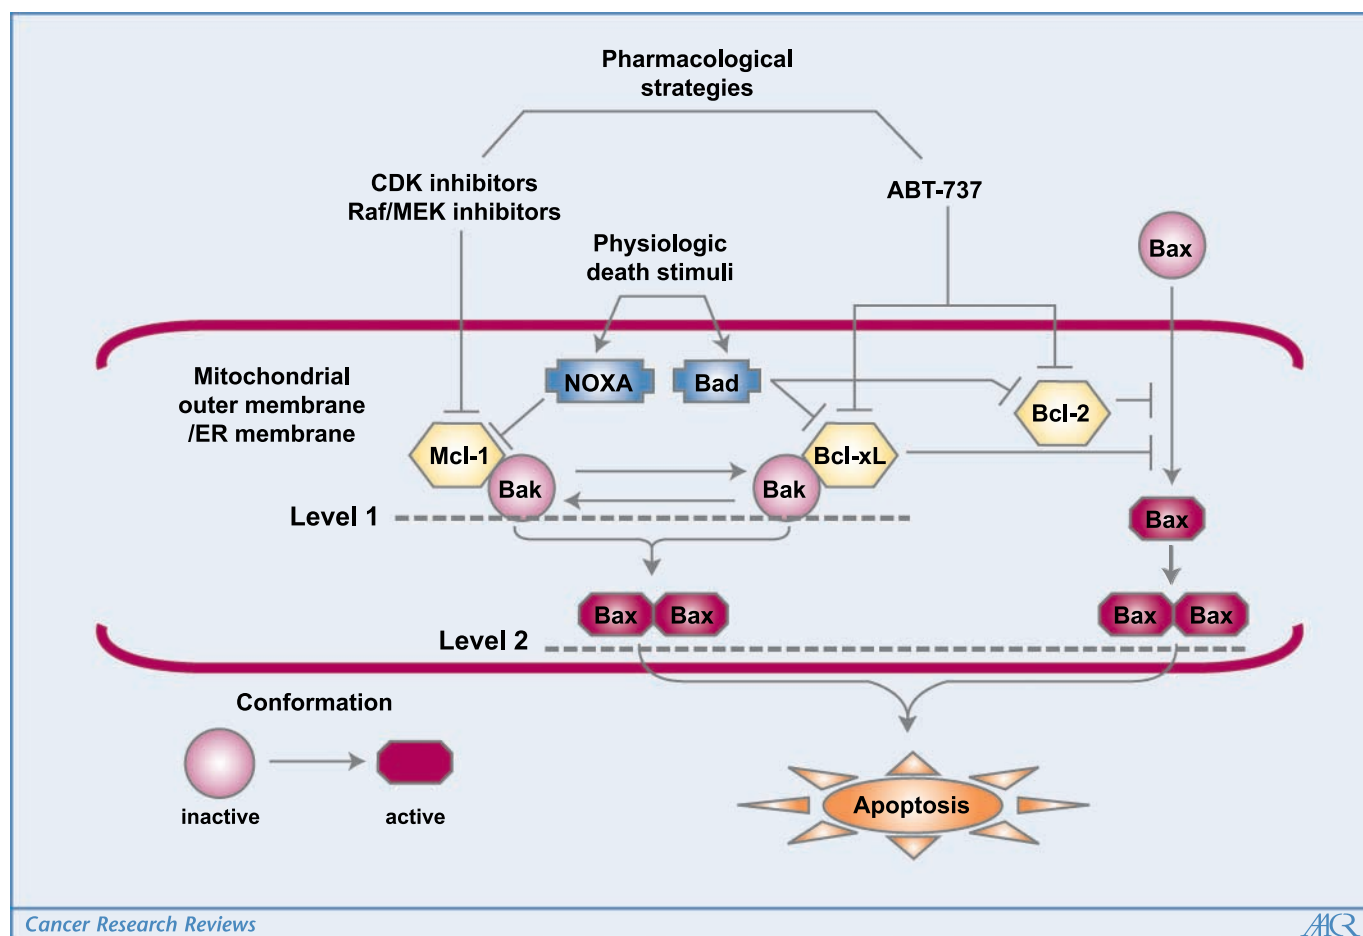 Pharmacological
strategies
CDK inhibitors
Raf/MEK inhibitors
ABT-737
Physiologic
death stimuli
Bax
Mitochondrial
outer membrane
/ER membrane
NOXA
Bad
Bcl-2
Mcl-1
Bcl-xL
Bak
Bak
Level 1
Bax
Bax Bax
Bax Bax
Level 2
Conformation
inactive
active
Apoptosis
Cancer Research Reviews
AACR